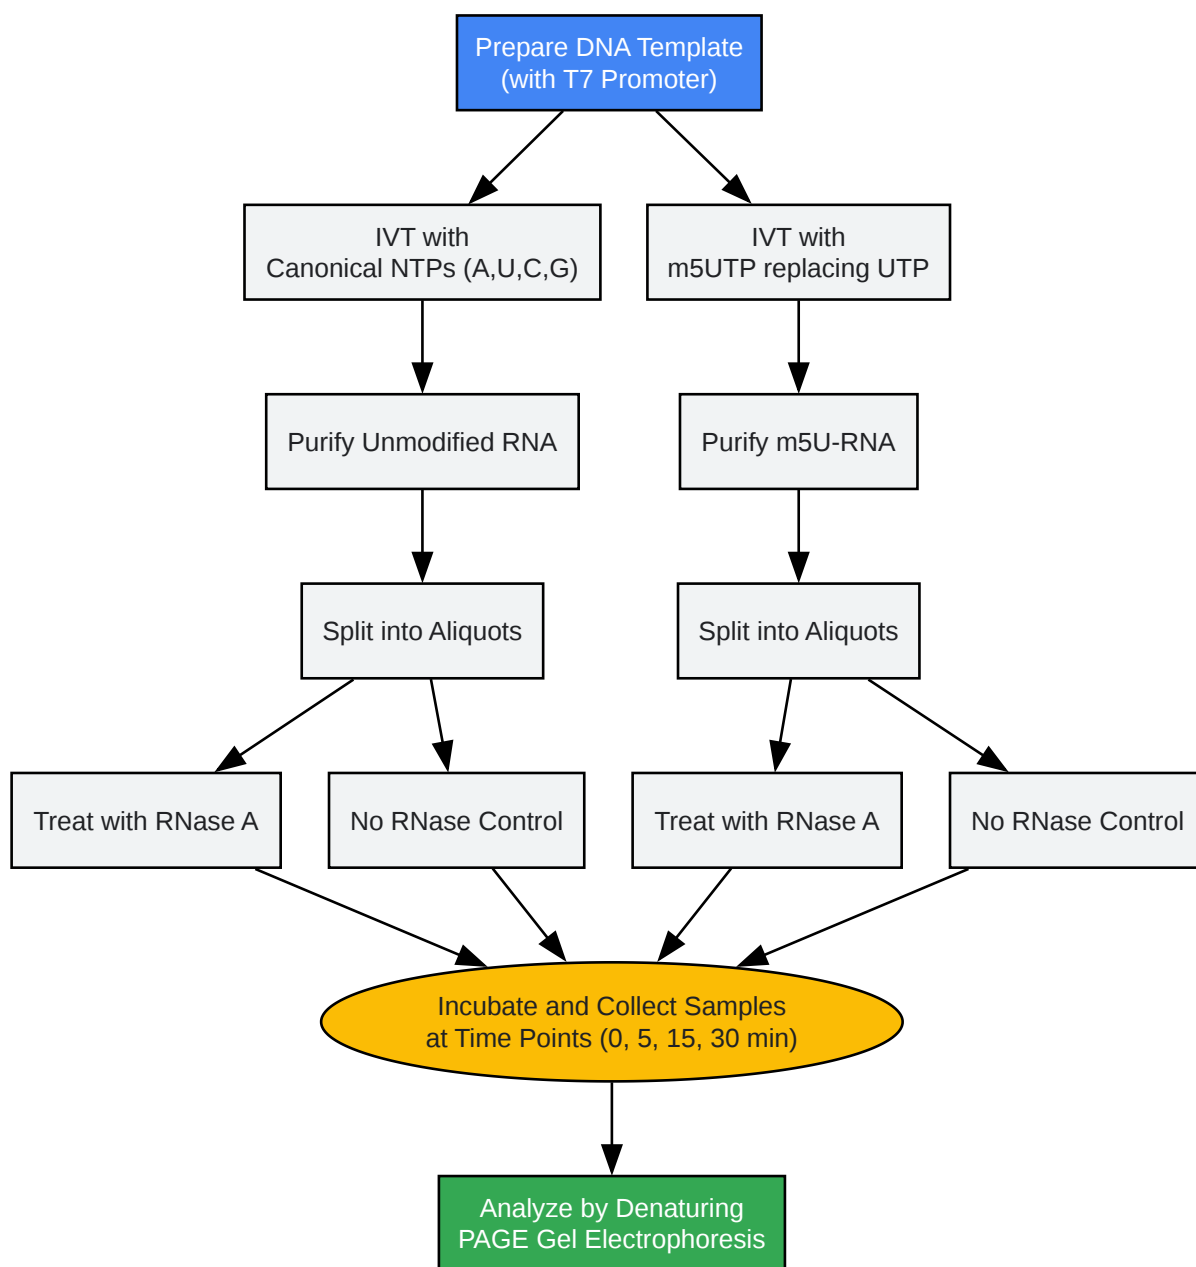 Prepare DNA Template
(with T7 Promoter)
IVT with
Canonical NTPs (A,U,C,G)
IVT with
m5UTP replacing UTP
Purify Unmodified RNA
Purify m5U-RNA
Split into Aliquots
Split into Aliquots
Treat with RNase A
No RNase Control
Treat with RNase A
No RNase Control
Incubate and Collect Samples
at Time Points (0, 5, 15, 30 min)
Analyze by Denaturing
PAGE Gel Electrophoresis